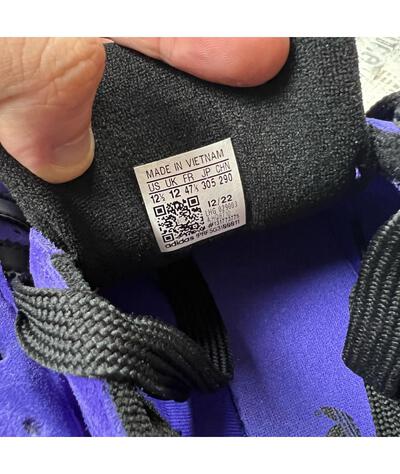 MADE IN VIETNAM
US UK FR JP CHN
12½ 12 47⅓ 305 290
12/22
adidas